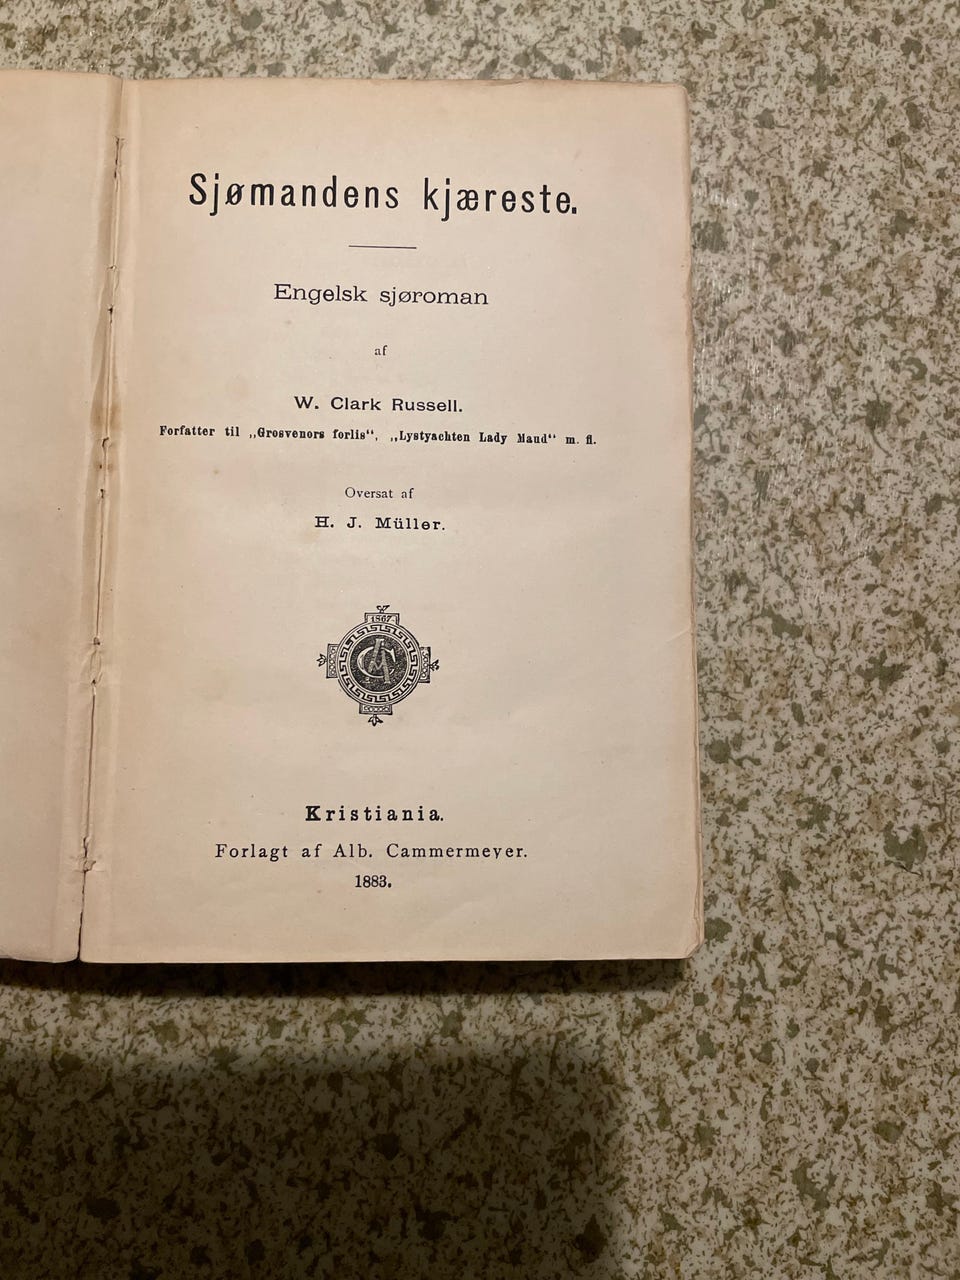 Sjømandens kjæreste.
Engelsk sjøroman
af
W. Clark Russell.
Forfatter til „Grosvenors forlis“, „Lystyachten Lady Maud“ m. fl.
Oversat af
H. J. Müller.
1867
Kristiania.
Forlagt af Alb. Cammermeyer.
1883.